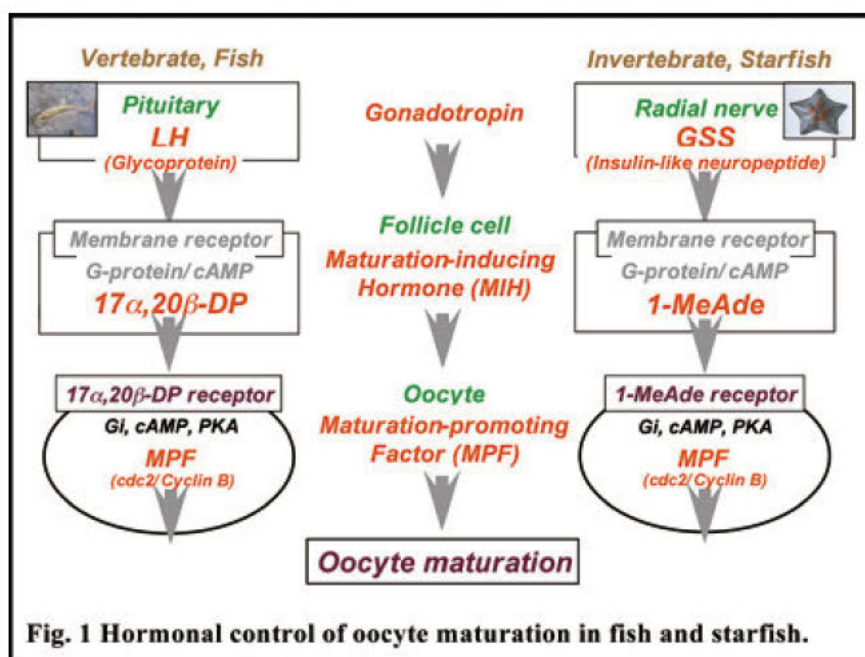 Vertebrate, Fish
Pituitary
LH
(Glycoprotein)
Membrane receptor
G-protein/ cAMP
17α,20β-DP
17α,20β-DP receptor
Gi, cAMP, PKA
MPF
(cdc2/Cyclin B)
Gonadotropin
Follicle cell
Maturation-inducing
Hormone (MIH)
Oocyte
Maturation-promoting
Factor (MPF)
Oocyte maturation
Invertebrate, Starfish
Radial nerve
GSS
(Insulin-like neuropeptide)
Membrane receptor
G-protein/ cAMP
1-MeAde
1-MeAde receptor
Gi, cAMP, PKA
MPF
(cdc2/Cyclin B)
Fig. 1 Hormonal control of oocyte maturation in fish and starfish.